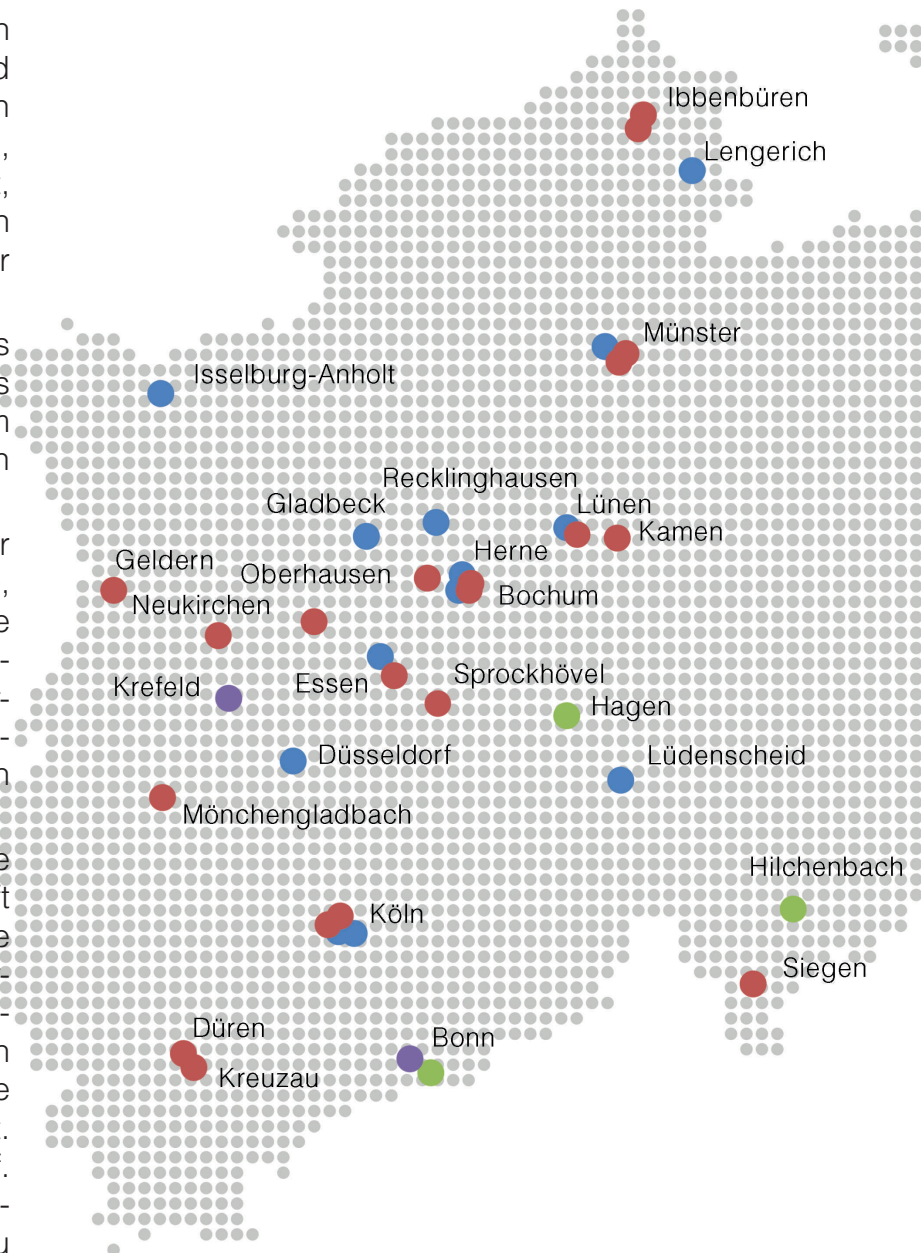 Ibbenbüren
Lengerich
Münster
Isselburg-Anholt
Recklinghausen
Gladbeck
Lünen
Kamen
Herne
Geldern
Oberhausen
Bochum
Neukirchen
Sprockhövel
Essen
Krefeld
Hagen
Düsseldorf
Lüdenscheid
Mönchengladbach
Hilchenbach
Köln
Siegen
Düren
Bonn
Kreuzau